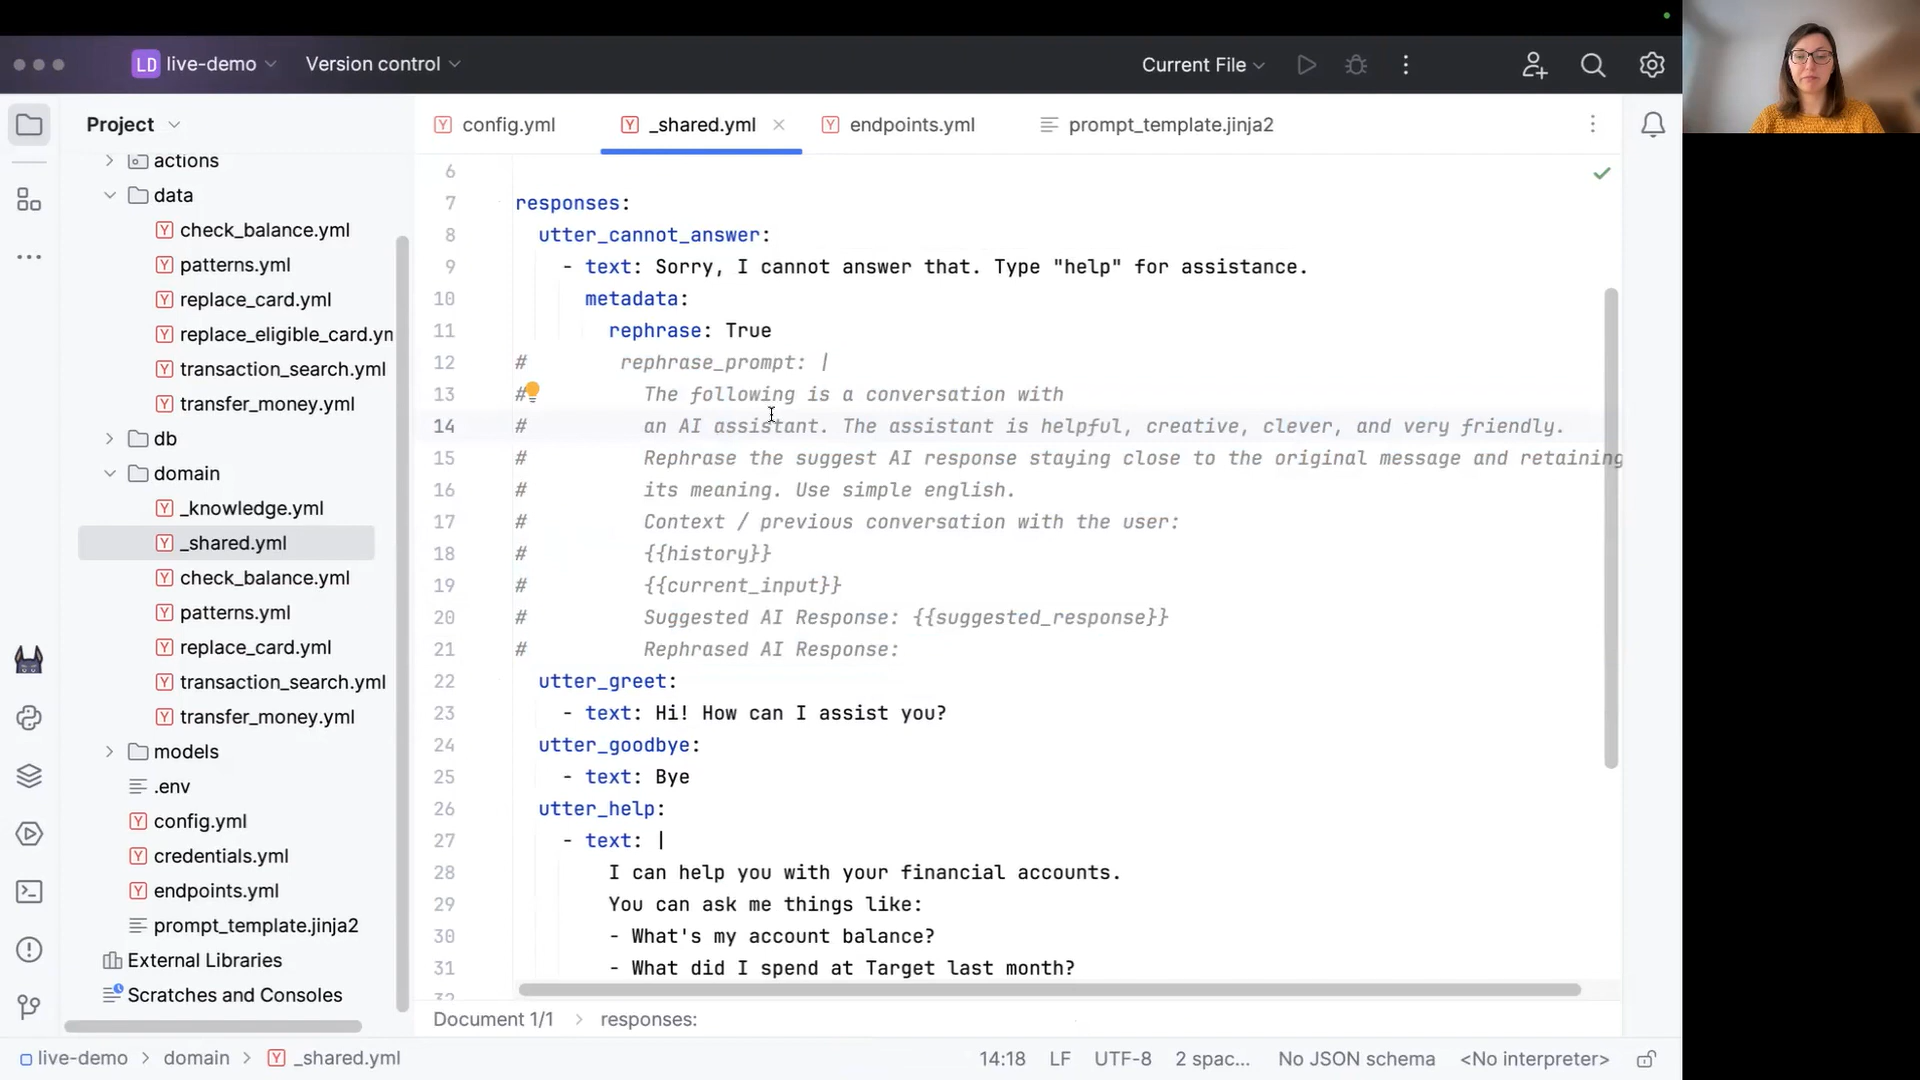 LD live-demo Version control Current File
Project config.yml _shared.yml endpoints.yml prompt_template.jinja2
actions
data
check_balance.yml
patterns.yml
replace_card.yml
replace_eligible_card.yn
transaction_search.yml
transfer_money.yml
db
domain
_knowledge.yml
_shared.yml
check_balance.yml
patterns.yml
replace_card.yml
transaction_search.yml
transfer_money.yml
models
.env
config.yml
credentials.yml
endpoints.yml
prompt_template.jinja2
External Libraries
Scratches and Consoles
6
7 responses:
8 utter_cannot_answer:
9 - text: Sorry, I cannot answer that. Type "help" for assistance.
10 metadata:
11 rephrase: True
12 # rephrase_prompt: |
13 # The following is a conversation with
14 # an AI assistant. The assistant is helpful, creative, clever, and very friendly.
15 # Rephrase the suggest AI response staying close to the original message and retaining
16 # its meaning. Use simple english.
17 # Context / previous conversation with the user:
18 # {{history}}
19 # {{current_input}}
20 # Suggested AI Response: {{suggested_response}}
21 # Rephrased AI Response:
22 utter_greet:
23 - text: Hi! How can I assist you?
24 utter_goodbye:
25 - text: Bye
26 utter_help:
27 - text: |
28 I can help you with your financial accounts.
29 You can ask me things like:
30 - What's my account balance?
31 - What did I spend at Target last month?
32
Document 1/1 > responses:
live-demo > domain > _shared.yml 14:18 LF UTF-8 2 spac... No JSON schema <No interpreter>